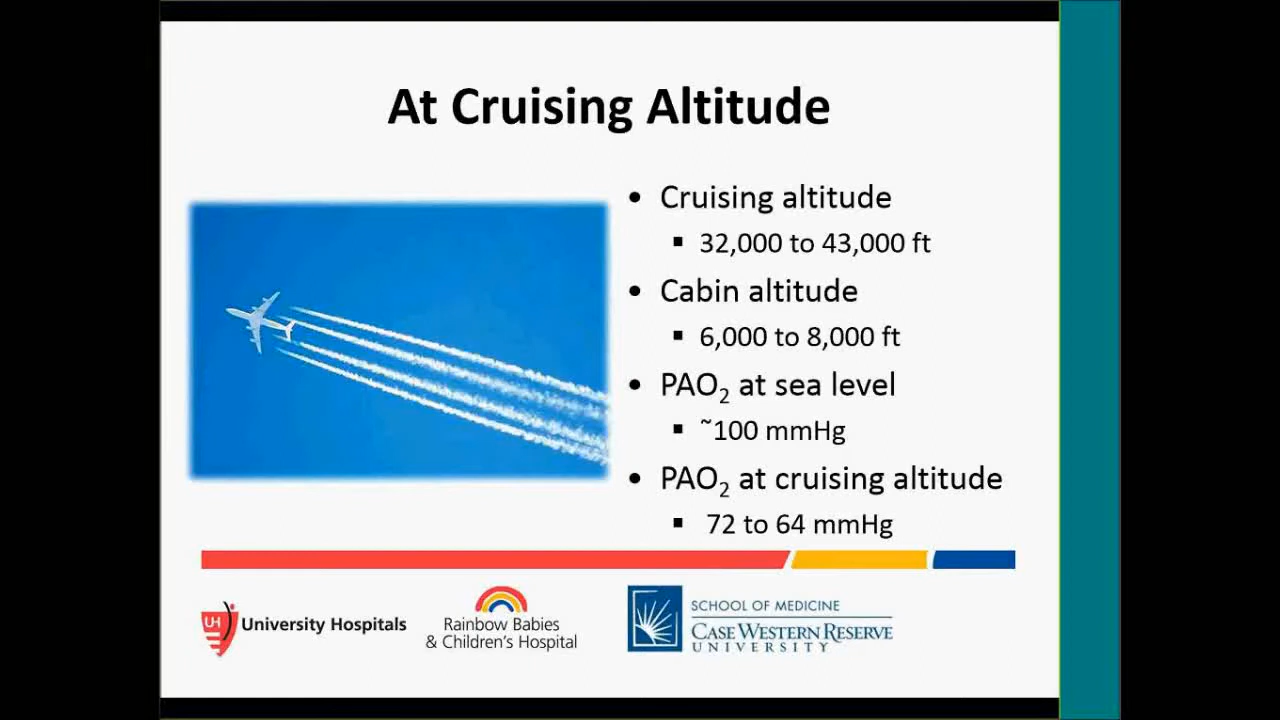 At Cruising Altitude
• Cruising altitude
▪ 32,000 to 43,000 ft
• Cabin altitude
▪ 6,000 to 8,000 ft
• PAO₂ at sea level
▪ ˜100 mmHg
• PAO₂ at cruising altitude
▪ 72 to 64 mmHg
UH University Hospitals
Rainbow Babies
& Children's Hospital
SCHOOL OF MEDICINE
CASE WESTERN RESERVE
UNIVERSITY